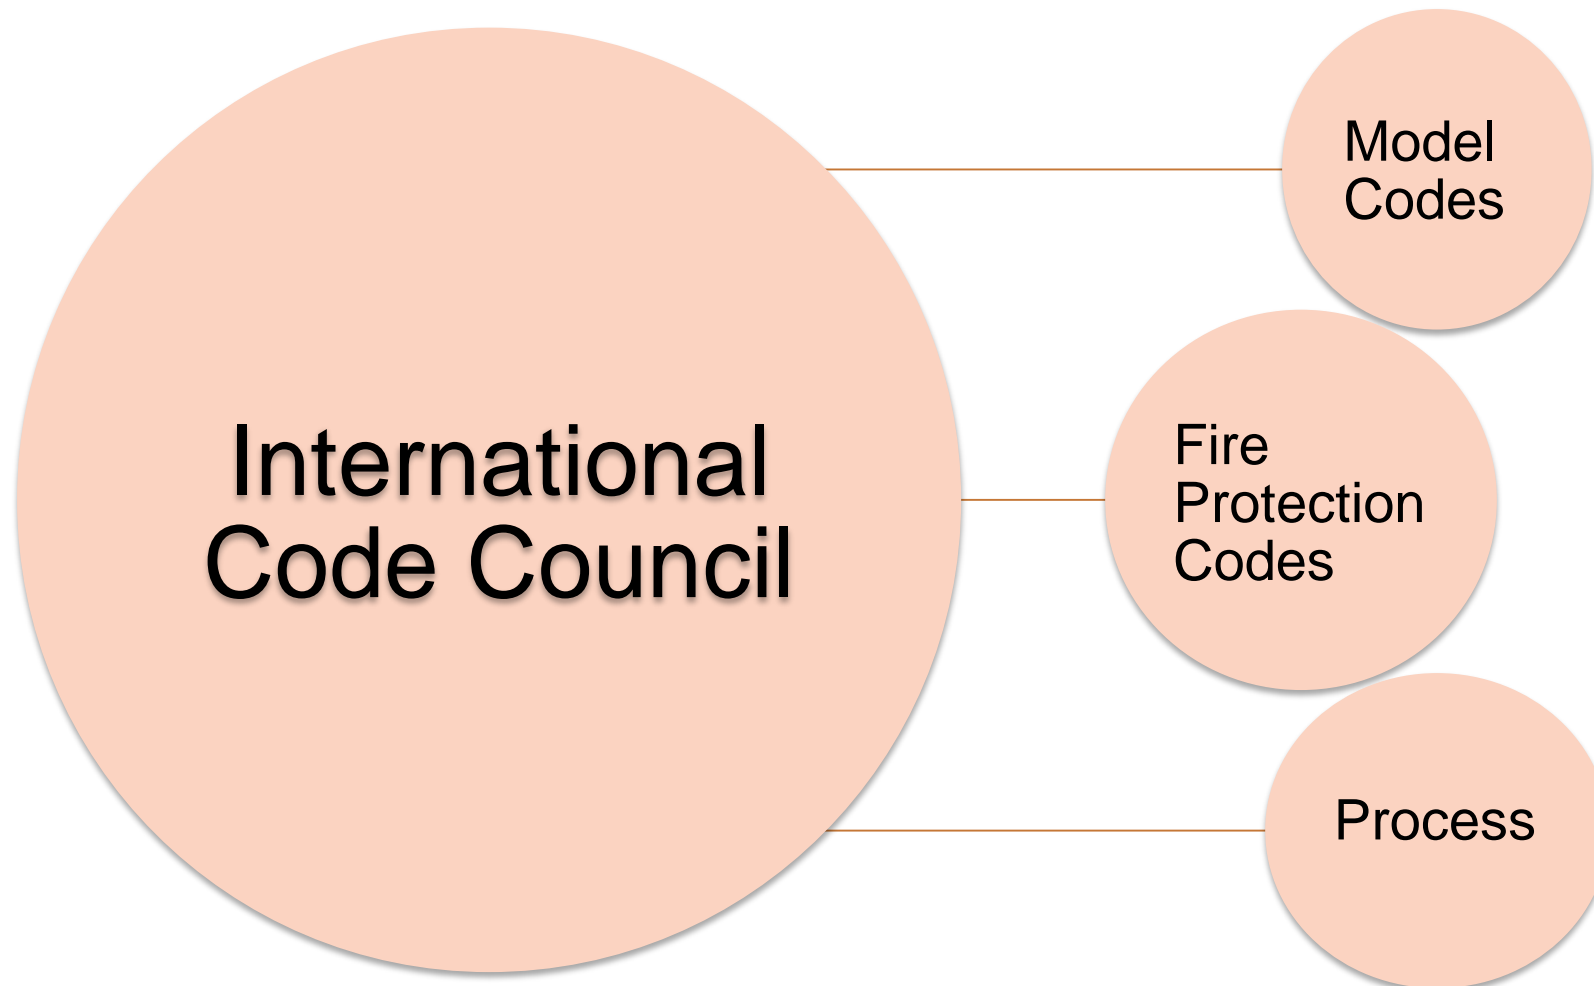 International
Code Council
Model
Codes
Fire
Protection
Codes
Process